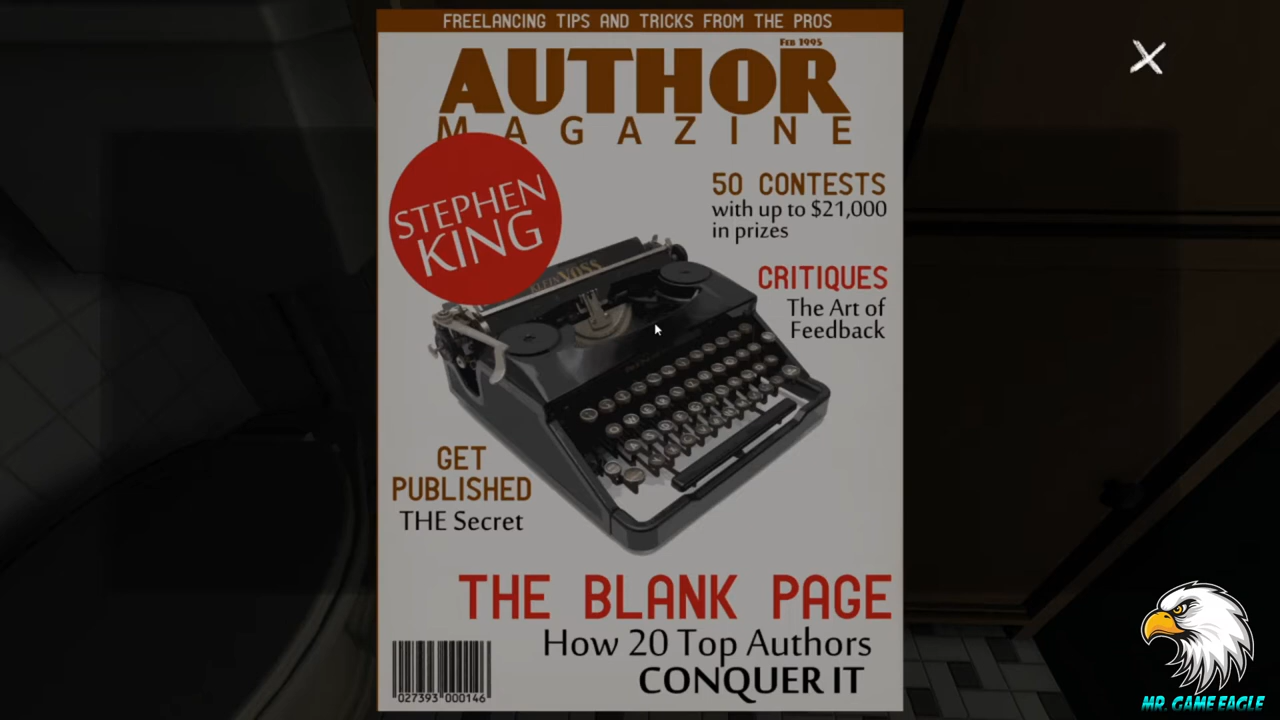 FREELANCING TIPS AND TRICKS FROM THE PROS
FEB 1995
AUTHOR
MAGAZINE
STEPHEN
KING
50 CONTESTS
with up to $21,000
in prizes
KLEIN VOSS
CRITIQUES
The Art of
Feedback
GET
PUBLISHED
THE Secret
THE BLANK PAGE
How 20 Top Authors
CONQUER IT
027393 000146
MR. GAME EAGLE